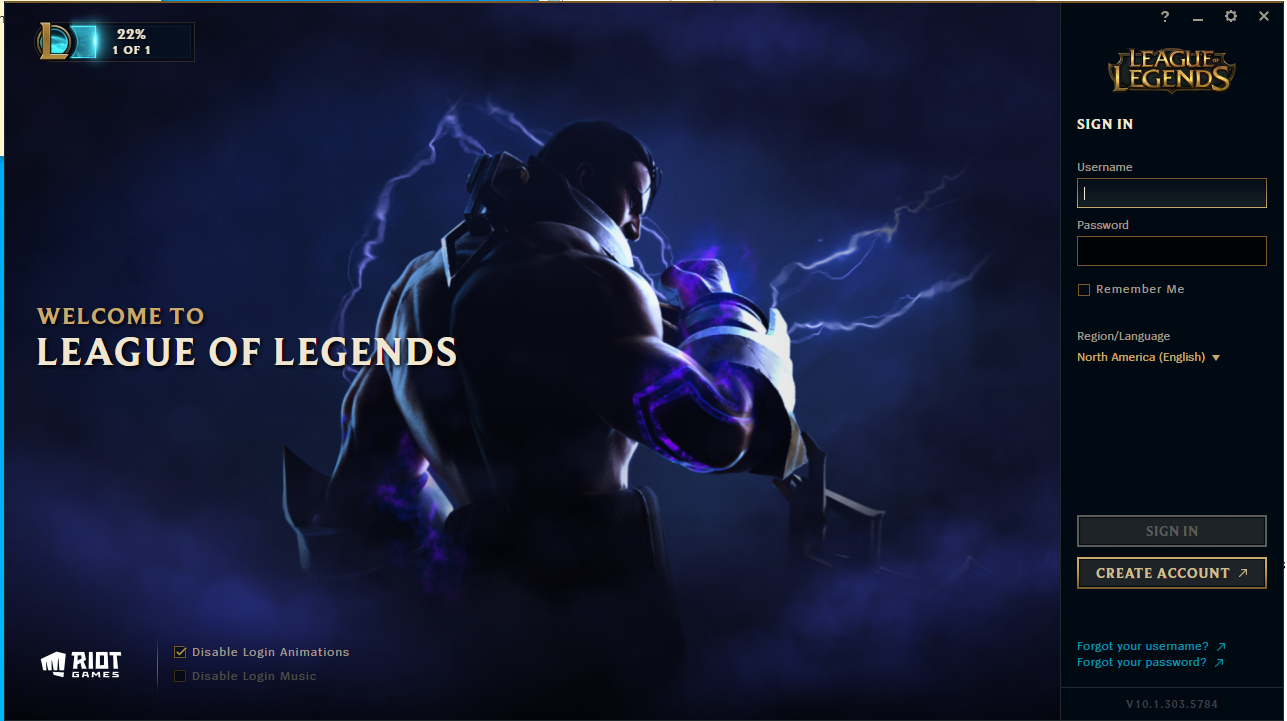 22%
1 OF 1
?
LEAGUE OF
LEGENDS
SIGN IN
Username
Password
Remember Me
Region/Language
North America (English)
WELCOME TO
LEAGUE OF LEGENDS
SIGN IN
CREATE ACCOUNT
Forgot your username?
Forgot your password?
RIOT
GAMES
Disable Login Animations
Disable Login Music
V10.1.303.5784